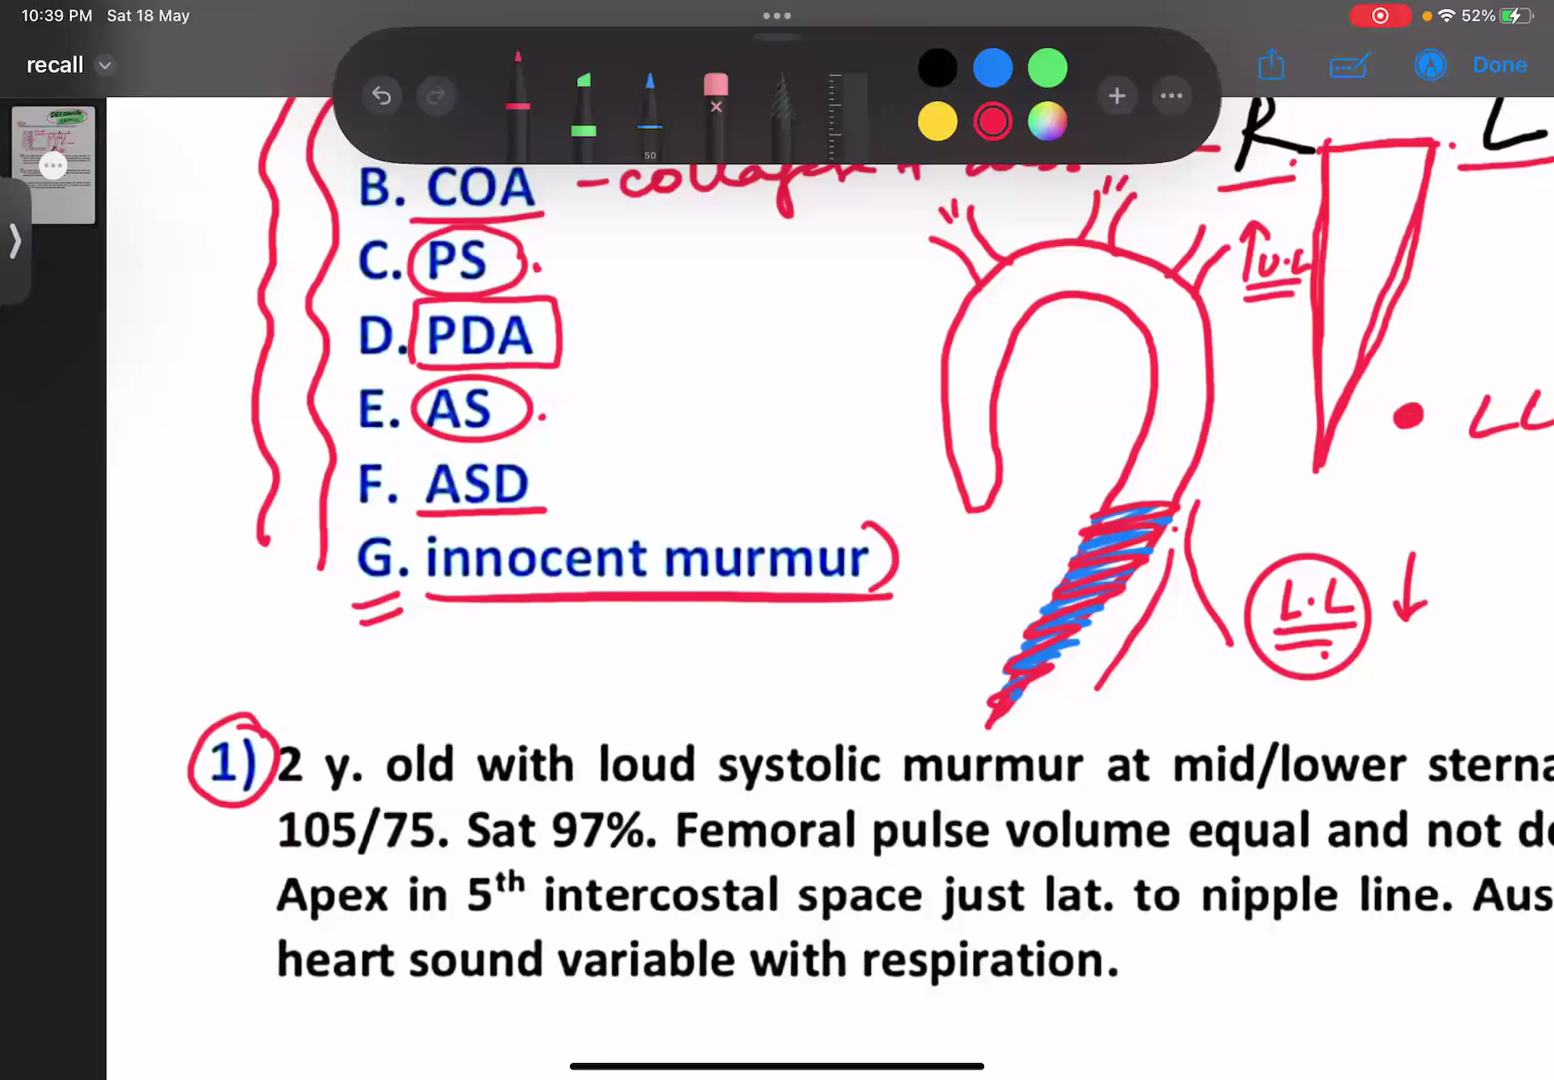 10:39 PM Sat 18 May
52%
recall
Done
50
R L
B. COA
C. PS
D. PDA
E. AS
F. ASD
G. innocent murmur
↑U.L
LL
L.L ↓
1) 2 y. old with loud systolic murmur at mid/lower
105/75. Sat 97%. Femoral pulse volume equal and not
Apex in 5th intercostal space just lat. to nipple line.
heart sound variable with respiration.